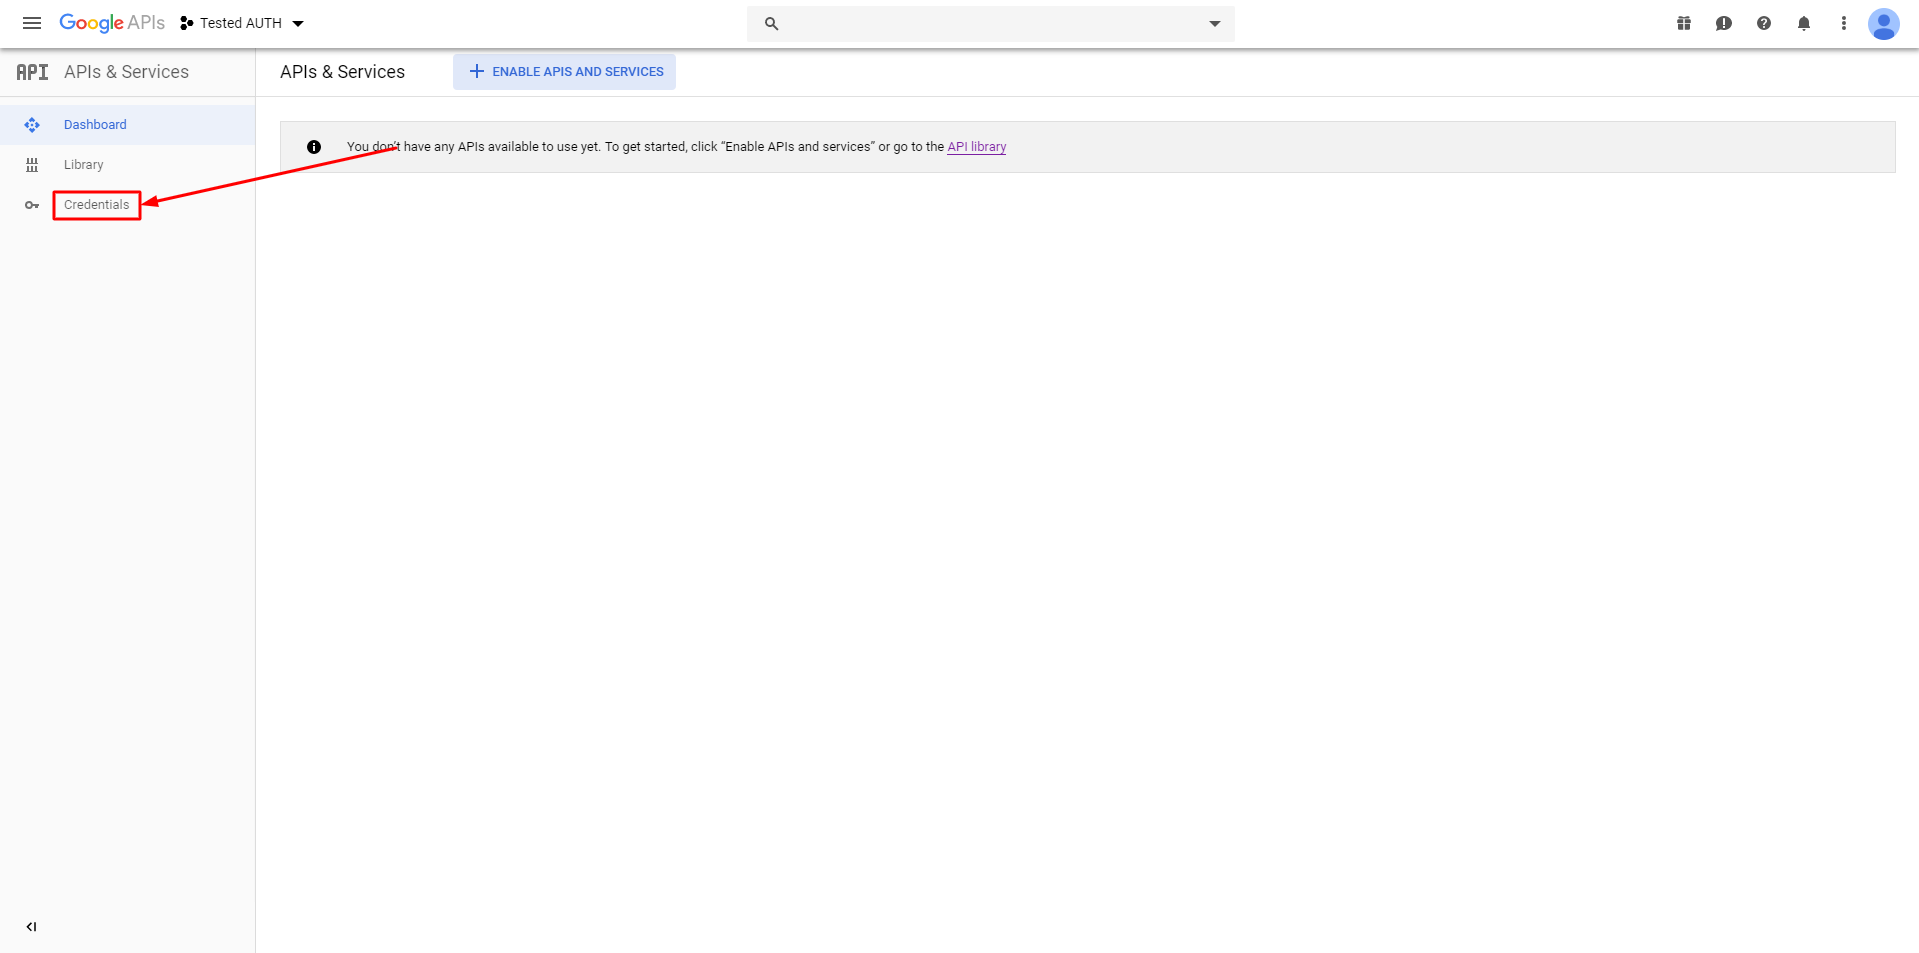 Google APIs
Tested AUTH
API
APIs & Services
APIs & Services
ENABLE APIS AND SERVICES
Dashboard
You don't have any APIs available to use yet. To get started, click “Enable APIs and services” or go to the API library
Library
Credentials